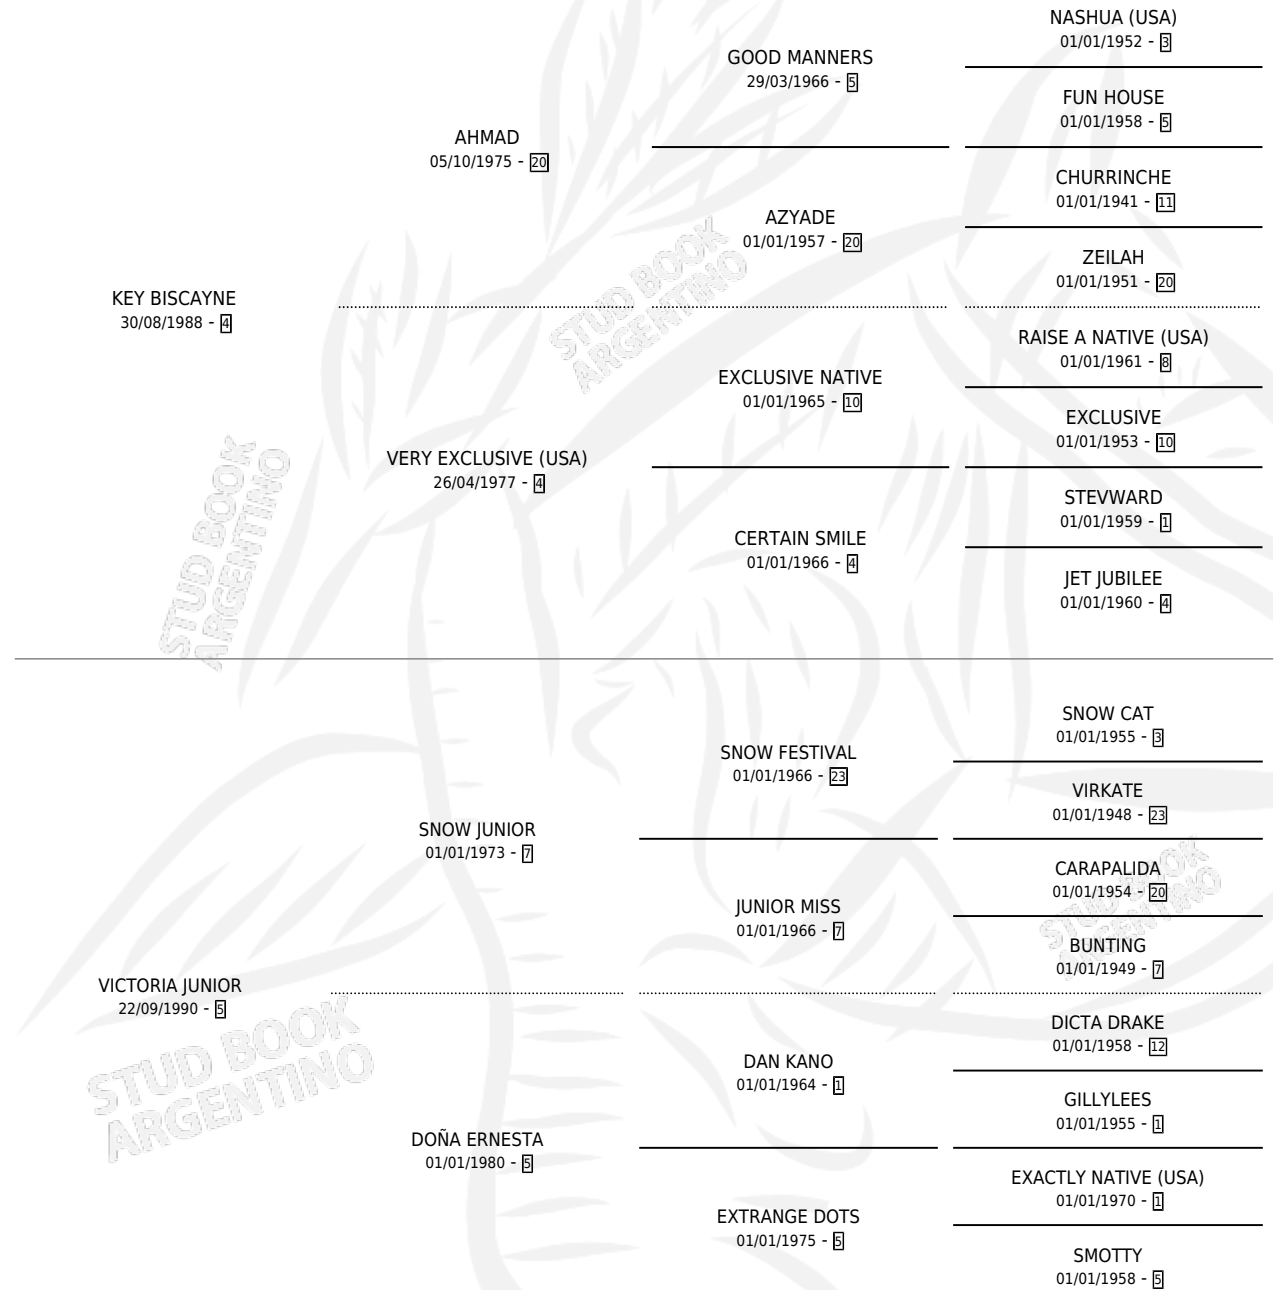 NASHUA (USA)
01/01/1952 - 3
GOOD MANNERS
29/03/1966 - 5
FUN HOUSE
01/01/1958 - 5
AHMAD
05/10/1975 - 20
CHURRINCHE
01/01/1941 - 11
AZYADE
01/01/1957 - 20
ZEILAH
01/01/1951 - 20
KEY BISCAYNE
30/08/1988 - 4
RAISE A NATIVE (USA)
01/01/1961 - 8
EXCLUSIVE NATIVE
01/01/1965 - 10
EXCLUSIVE
01/01/1953 - 10
VERY EXCLUSIVE (USA)
26/04/1977 - 4
STEVWARD
01/01/1959 - 1
CERTAIN SMILE
01/01/1966 - 4
JET JUBILEE
01/01/1960 - 4
SNOW CAT
01/01/1955 - 3
SNOW FESTIVAL
01/01/1966 - 23
VIRKATE
01/01/1948 - 23
SNOW JUNIOR
01/01/1973 - 7
CARAPALIDA
01/01/1954 - 20
JUNIOR MISS
01/01/1966 - 7
BUNTING
01/01/1949 - 7
VICTORIA JUNIOR
22/09/1990 - 5
DICTA DRAKE
01/01/1958 - 12
DAN KANO
01/01/1964 - 1
GILLYLEES
01/01/1955 - 1
DOÑA ERNESTA
01/01/1980 - 5
EXACTLY NATIVE (USA)
01/01/1970 - 1
EXTRANGE DOTS
01/01/1975 - 5
SMOTTY
01/01/1958 - 5
STUD BOOK
ARGENTINO
STUD BOOK
ARGENTINO
STUD BOOK
ARGENTINO
STUD BOOK
ARGENTINO